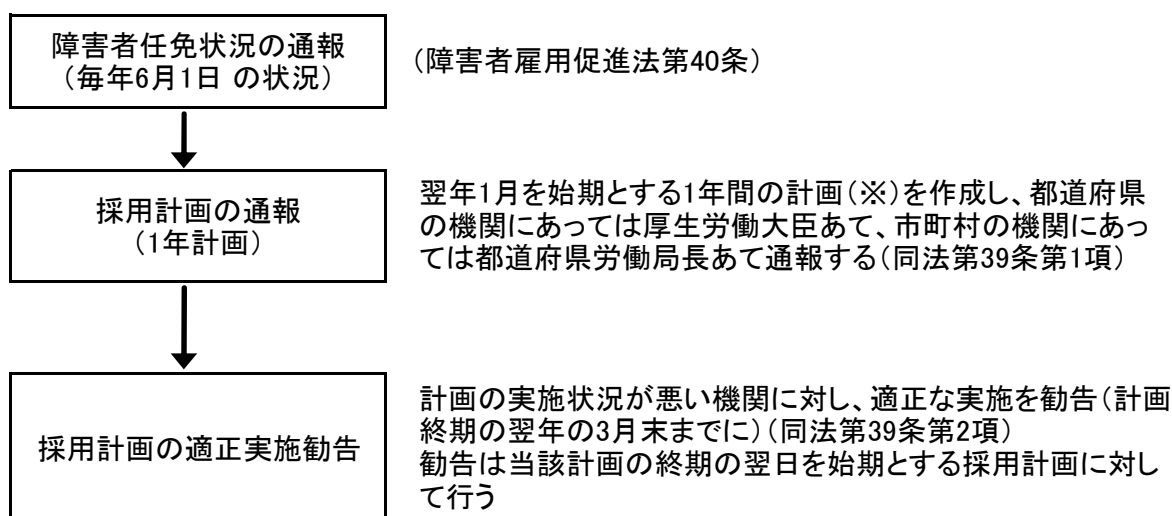 障害者任免状況の通報
（毎年6月1日 の状況）
（障害者雇用促進法第40条）
採用計画の通報
（1年計画）
翌年1月を始期とする1年間の計画（※）を作成し、都道府県
の機関にあっては厚生労働大臣あて、市町村の機関にあっ
ては都道府県労働局長あて通報する（同法第39条第1項）
採用計画の適正実施勧告
計画の実施状況が悪い機関に対し、適正な実施を勧告（計画
終期の翌年の3月末までに）（同法第39条第2項）
勧告は当該計画の終期の翌日を始期とする採用計画に対し
て行う